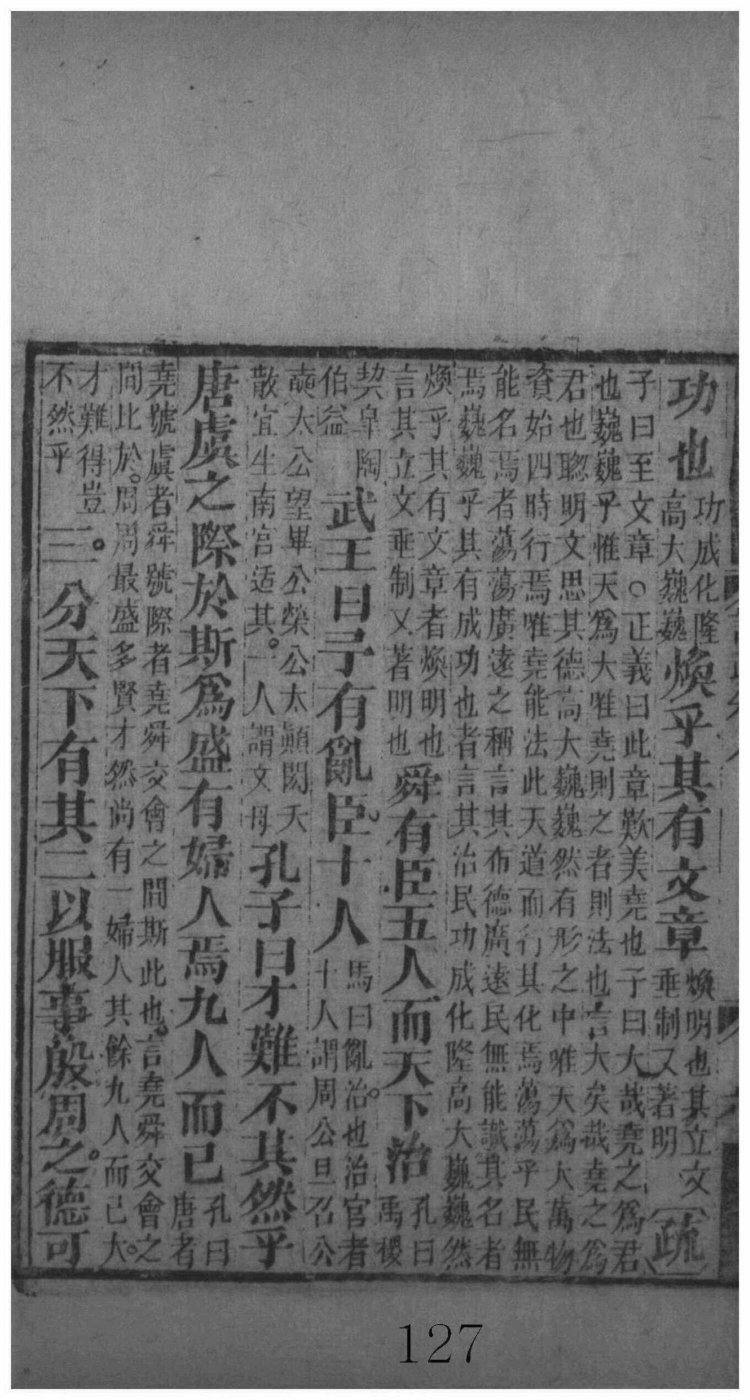 功也功成化隆高大巍巍煥乎其有文章煥明也其立文垂制又著明疏
子曰至文章○正義曰此章歎美堯也子曰大哉堯之爲君
也巍巍乎惟天爲大唯堯則之者則法也言大矣哉堯之爲
君也聰明文思其德高大巍巍然有形之中唯天爲大萬物
資始四時行焉唯堯能法此天道而行其化焉蕩蕩乎民無
能名焉者蕩蕩廣遠之稱言其布德廣遠民無能識其名者
焉巍巍乎其有成功也者言其治民功成化隆高大巍巍然
煥乎其有文章者煥明也言其立文垂制又著明也舜有臣五人而天下治孔曰禹稷
契臯陶伯益武王曰予有亂臣十人馬曰亂治也治官者十人謂周公旦召公
奭大公望畢公榮公太顚閎夭散宜生南宮适其。一人謂文母孔子曰才難不其然乎
唐虞之際於斯爲盛有婦人焉九人而已孔曰唐者
堯號虞者舜號際者堯舜交會之間斯此也。言堯舜交會之
間比於。周周最盛多賢才然尚有一婦人其餘九人而已大。
才難得豈不然乎。三分天下有其二以服事殷周之。德可
127